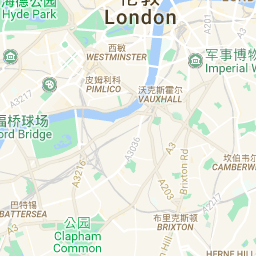 海德公园
Hyde Park
伦敦
London
西敏
WESTMINSTER
军事博物
Imperial W
A3217
皮姆利科
PIMLICO
沃克斯霍尔
VAUXHALL
福桥球场
ord Bridge
A3036
Brixton Rd
坎伯韦尔
CAMBERW
巴特锡
BATTERSEA
A3216
公园
Clapham
Common
布里克斯顿
BRIXTON
n Hill
HERNE HILL